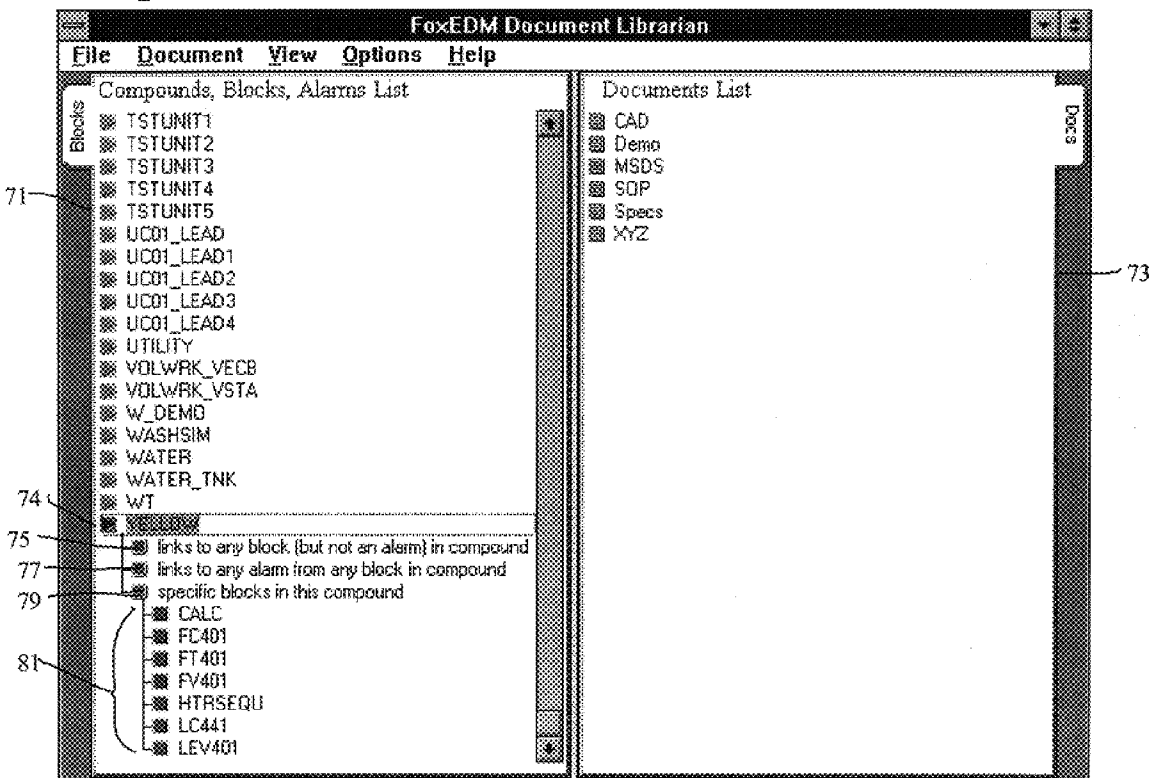 FoxEDM Document Librarian
File Document View Options Help
Blocks
Compounds, Blocks, Alarms List
TSTUNIT1
TSTUNIT2
TSTUNIT3
TSTUNIT4
71
TSTUNIT5
UC01_LEAD
UC01_LEAD1
UC01_LEAD2
UC01_LEAD3
UC01_LEAD4
UTILITY
VOLWRK_VECB
VOLWRK_VSTA
W_DEMO
WASHSIM
WATER
WATER_TNK
WT
74
YELLOW
75
links to any block (but not an alarm) in compound
77
links to any alarm from any block in compound
79
specific blocks in this compound
CALC
FC401
FT401
FV401
81
HTRSEQU
LC441
LEV401
Documents List
Docs
CAD
Demo
MSDS
SOP
Specs
XYZ
73